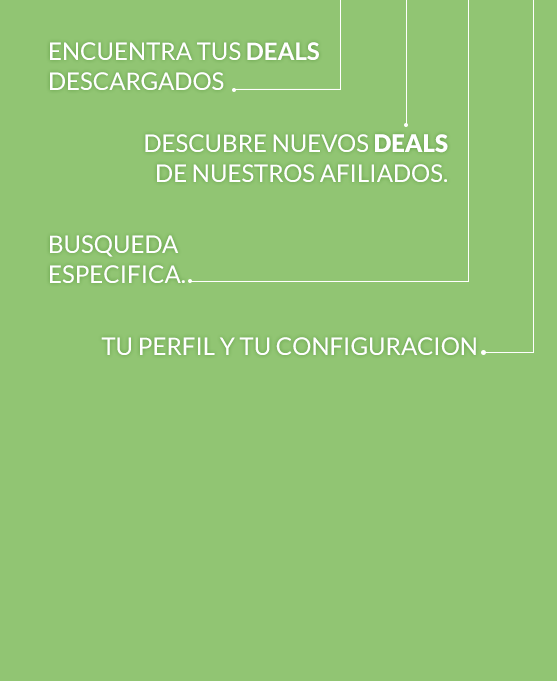 ENCUENTRA TUS DEALS
DESCARGADOS
DESCUBRE NUEVOS DEALS
DE NUESTROS AFILIADOS.
BUSQUEDA
ESPECIFICA.
TU PERFIL Y TU CONFIGURACION